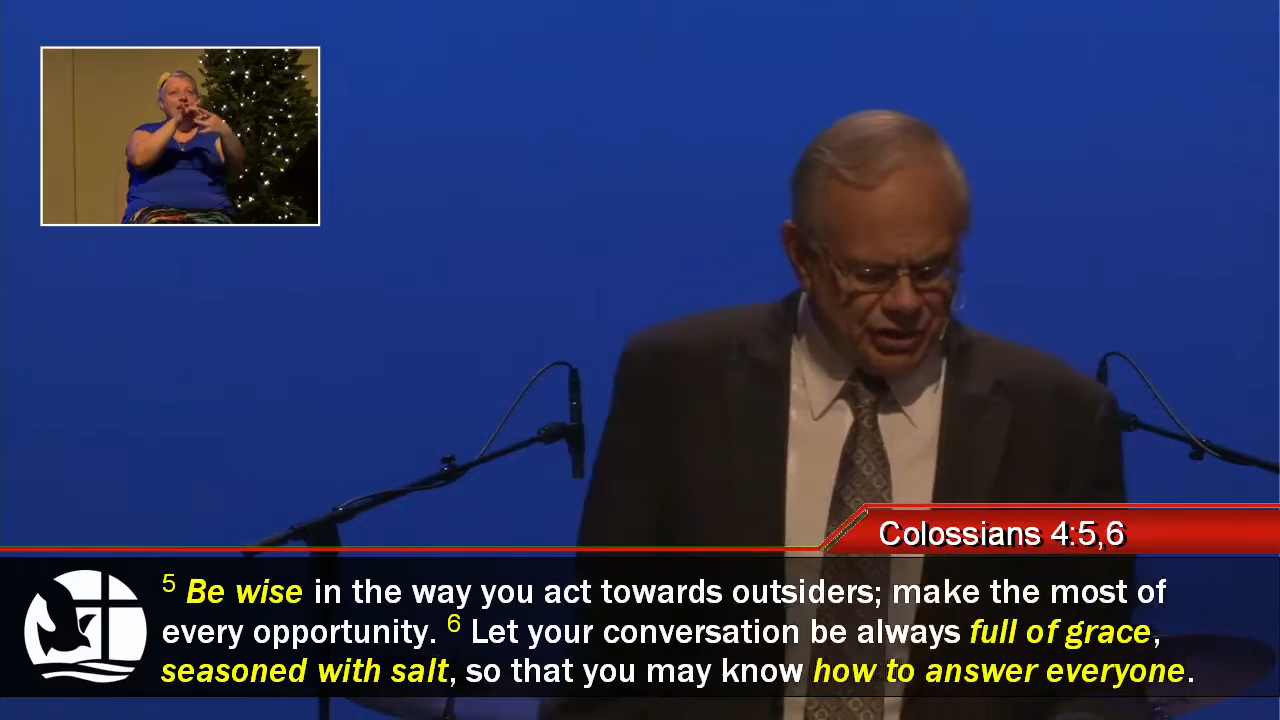 Colossians 4:5,6
5 Be wise in the way you act towards outsiders; make the most of
every opportunity. 6 Let your conversation be always full of grace,
seasoned with salt, so that you may know how to answer everyone.